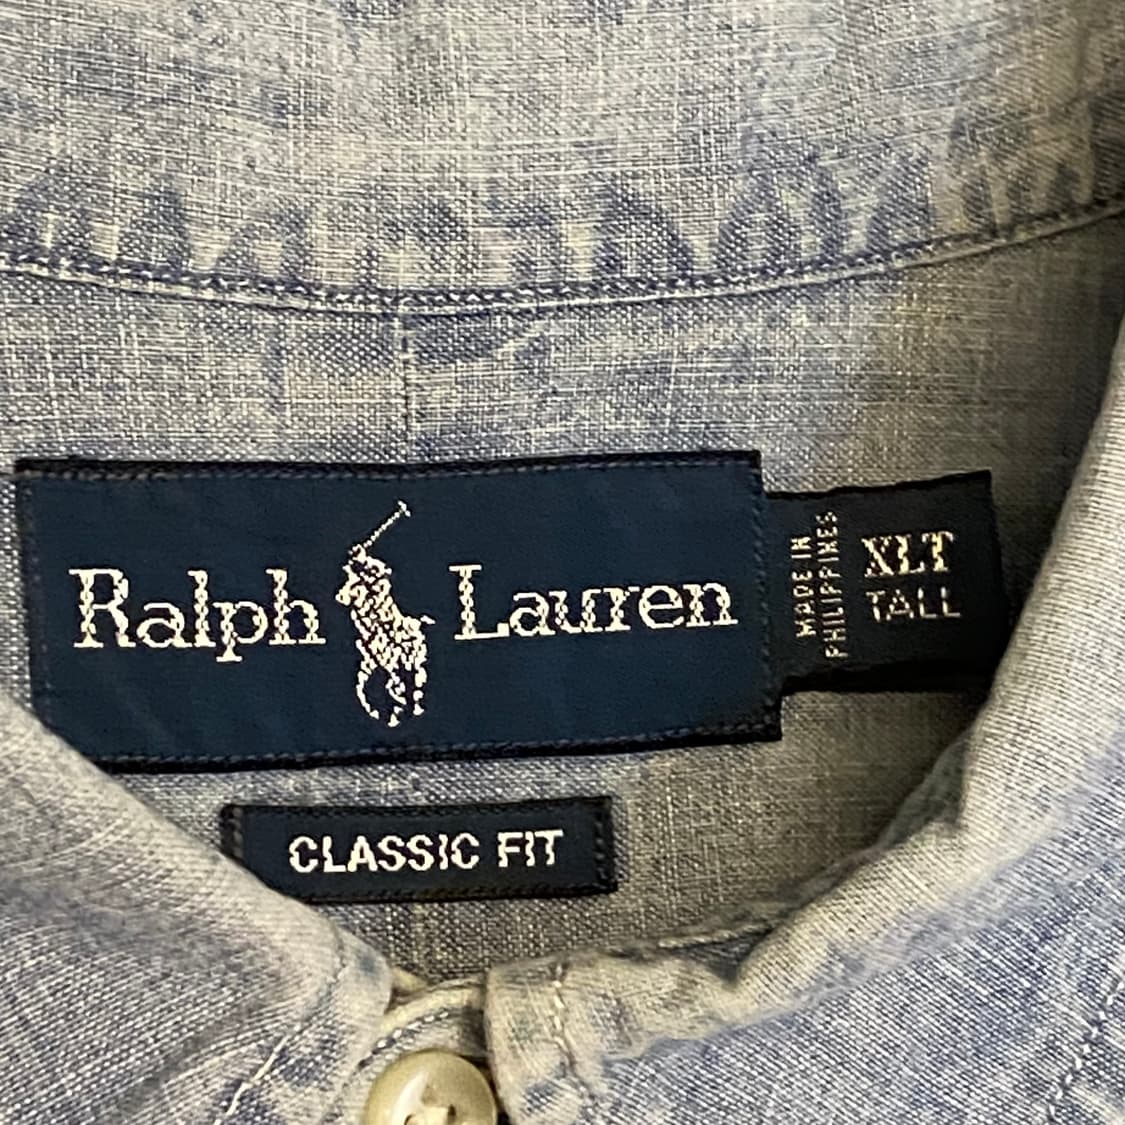 Ralph Lauren
MADE IN
PHILIPPINES
XLT
TALL
CLASSIC FIT